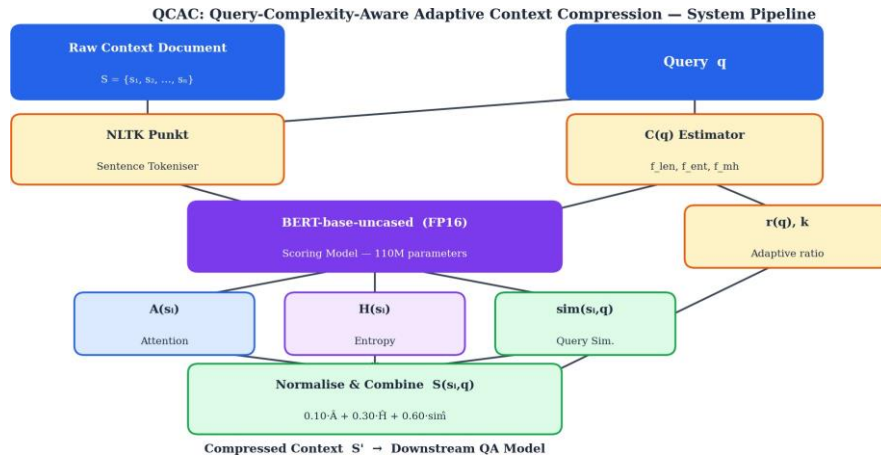 QCAC: Query-Complexity-Aware Adaptive Context Compression — System Pipeline
Raw Context Document
S = {s₁, s₂, ..., sₙ}
Query q
NLTK Punkt
Sentence Tokeniser
C(q) Estimator
f_len, f_ent, f_mh
BERT-base-uncased (FP16)
Scoring Model — 110M parameters
r(q), k
Adaptive ratio
A(sᵢ)
Attention
H(sᵢ)
Entropy
sim(sᵢ,q)
Query Sim.
Normalise & Combine S(sᵢ,q)
0.10·Â + 0.30·Ĥ + 0.60·sim̂
Compressed Context S' → Downstream QA Model